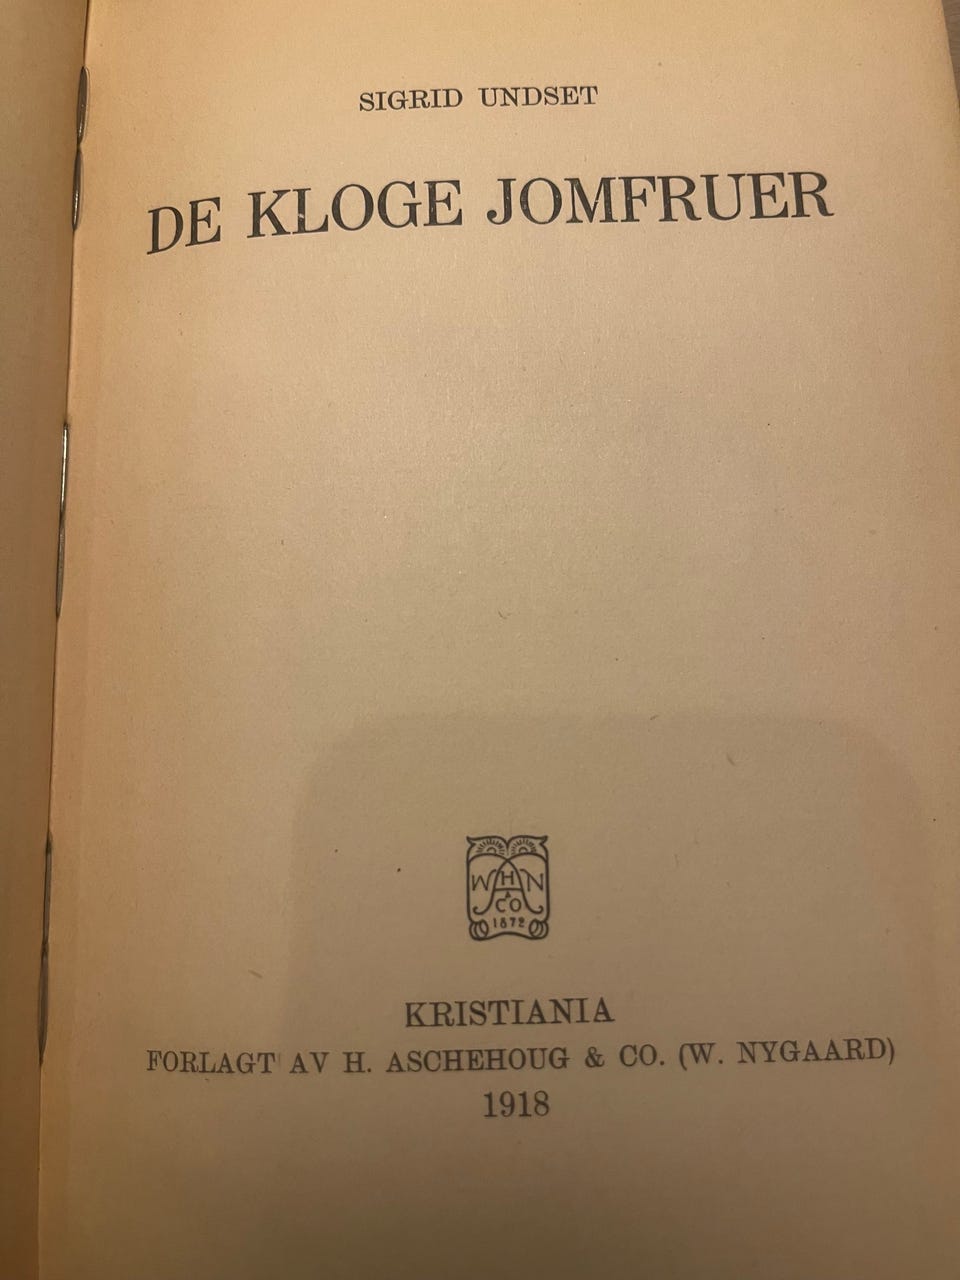 SIGRID UNDSET
DE KLOGE JOMFRUER
W H N
A
& CO
1872
KRISTIANIA
FORLAGT AV H. ASCHEHOUG & CO. (W. NYGAARD)
1918